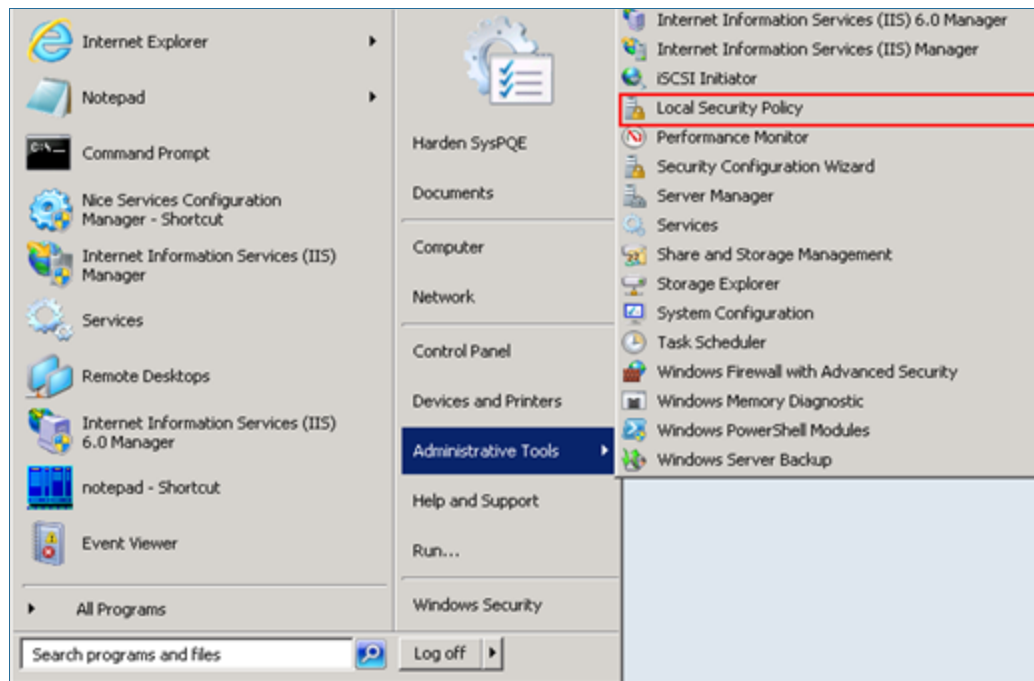 Internet Explorer
Notepad
C:\
Command Prompt
Nice Services Configuration
Manager - Shortcut
Internet Information Services (IIS)
Manager
Services
Remote Desktops
Internet Information Services (IIS)
6.0 Manager
notepad - Shortcut
Event Viewer
All Programs
Search programs and files
Harden SysPQE
Documents
Computer
Network
Control Panel
Devices and Printers
Administrative Tools
Help and Support
Run...
Windows Security
Log off
Internet Information Services (IIS) 6.0 Manager
Internet Information Services (IIS) Manager
iSCSI Initiator
Local Security Policy
Performance Monitor
Security Configuration Wizard
Server Manager
Services
Share and Storage Management
Storage Explorer
System Configuration
Task Scheduler
Windows Firewall with Advanced Security
Windows Memory Diagnostic
Windows PowerShell Modules
Windows Server Backup